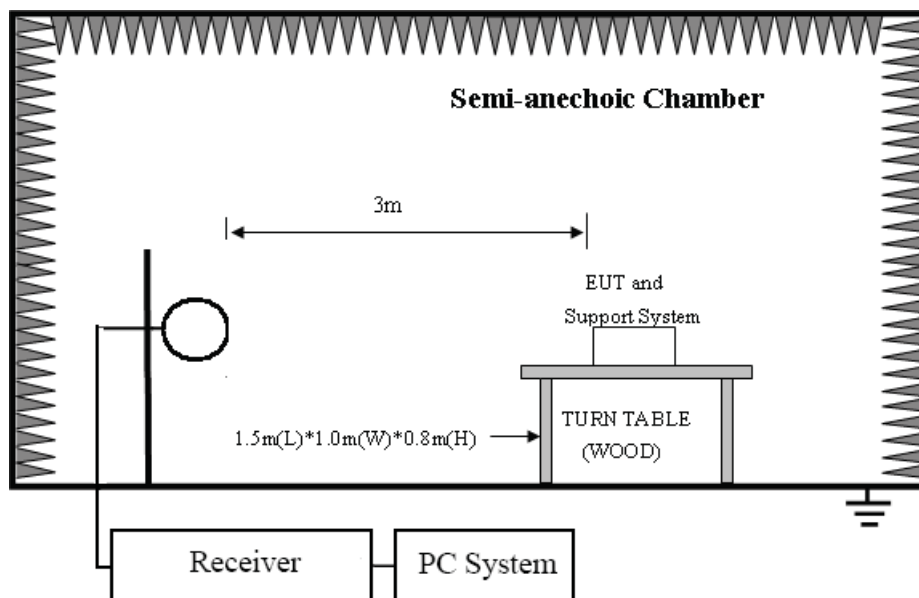 Semi-anechoic Chamber
3m
EUT and
Support System
1.5m(L)*1.0m(W)*0.8m(H)
TURN TABLE
(WOOD)
Receiver
PC System